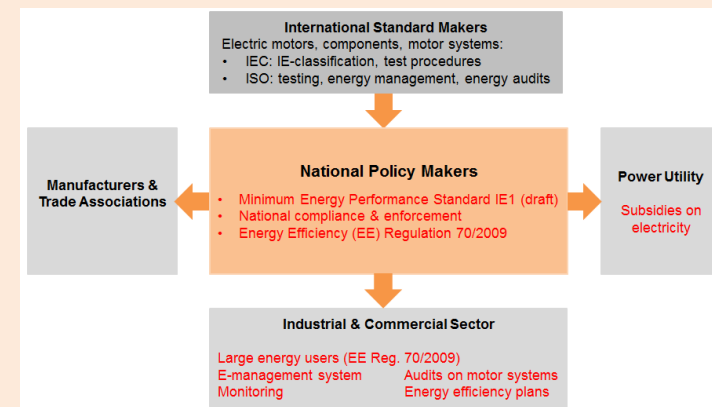 International Standard Makers
Electric motors, components, motor systems:
• IEC: IE-classification, test procedures
• ISO: testing, energy management, energy audits
Manufacturers &
Trade Associations
National Policy Makers
• Minimum Energy Performance Standard IE1 (draft)
• National compliance & enforcement
• Energy Efficiency (EE) Regulation 70/2009
Power Utility
Subsidies on
electricity
Industrial & Commercial Sector
Large energy users (EE Reg. 70/2009)
E-management system Audits on motor systems
Monitoring Energy efficiency plans